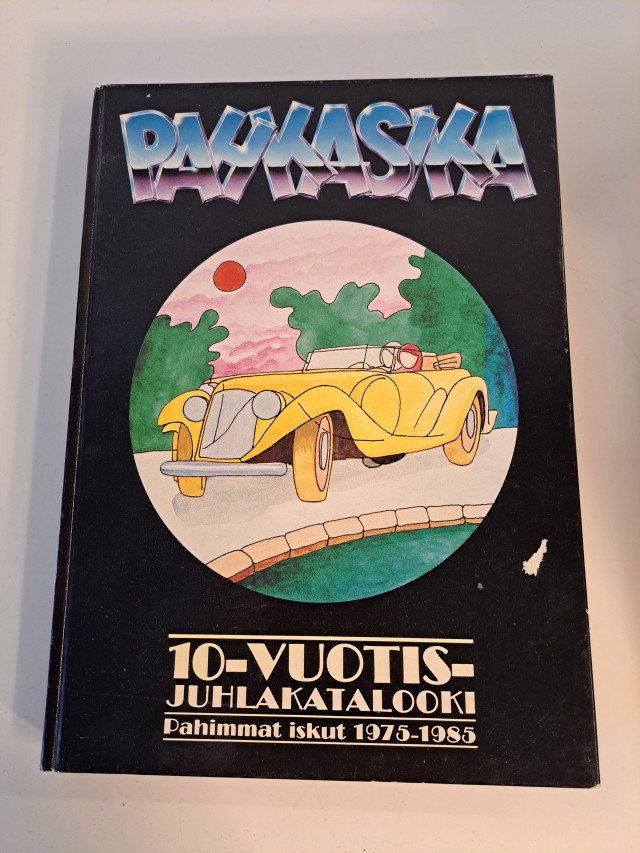 PAHKASIKA
10-VUOTIS-
JUHLAKATALOOKI
Pahimmat iskut 1975-1985